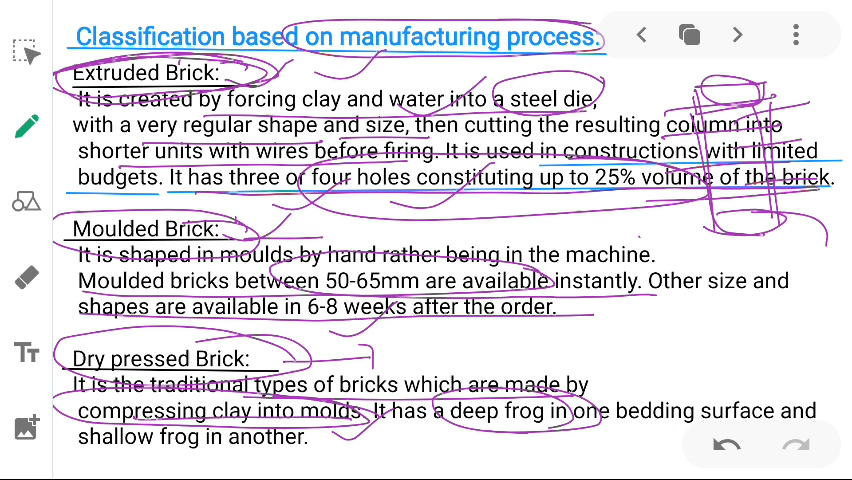 Classification based on manufacturing process.
Extruded Brick:
It is created by forcing clay and water into a steel die,
with a very regular shape and size, then cutting the resulting column into
shorter units with wires before firing. It is used in constructions with limited
budgets. It has three or four holes constituting up to 25% volume of the brick.
Moulded Brick:
It is shaped in moulds by hand rather being in the machine.
Moulded bricks between 50-65mm are available instantly. Other size and
shapes are available in 6-8 weeks after the order.
Dry pressed Brick:
It is the traditional types of bricks which are made by
compressing clay into molds. It has a deep frog in one bedding surface and
shallow frog in another.
TT